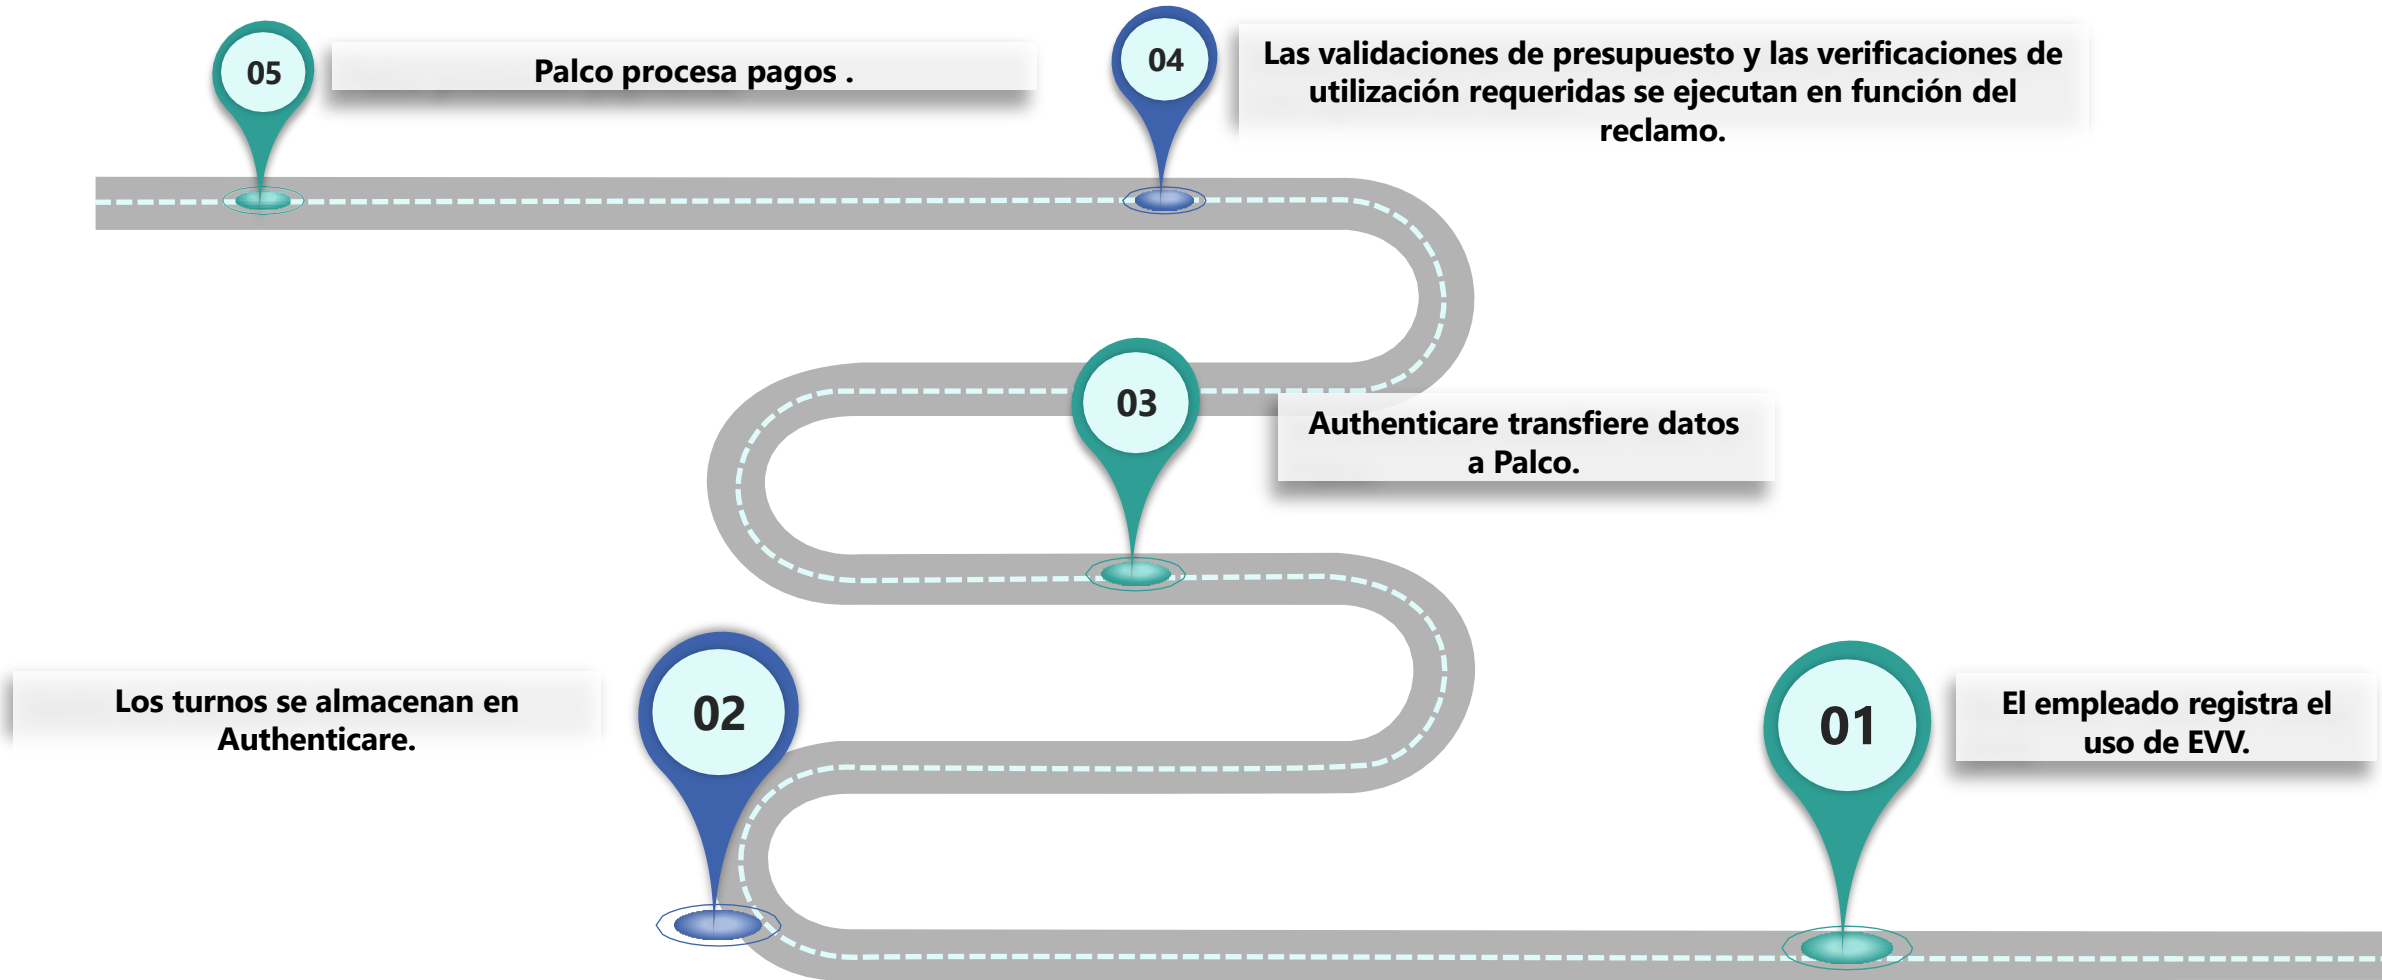 05
Palco procesa pagos .
04
Las validaciones de presupuesto y las verificaciones de
utilización requeridas se ejecutan en función del
reclamo.
03
Authenticare transfiere datos
a Palco.
02
Los turnos se almacenan en
Authenticare.
01
El empleado registra el
uso de EVV.